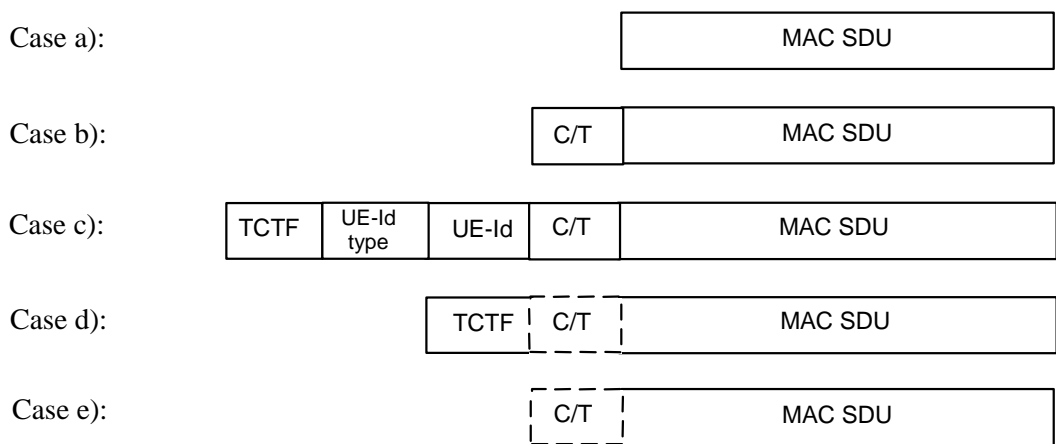 Case a): MAC SDU
Case b): C/T MAC SDU
Case c): TCTF UE-Id type UE-Id C/T MAC SDU
Case d): TCTF C/T MAC SDU
Case e): C/T MAC SDU